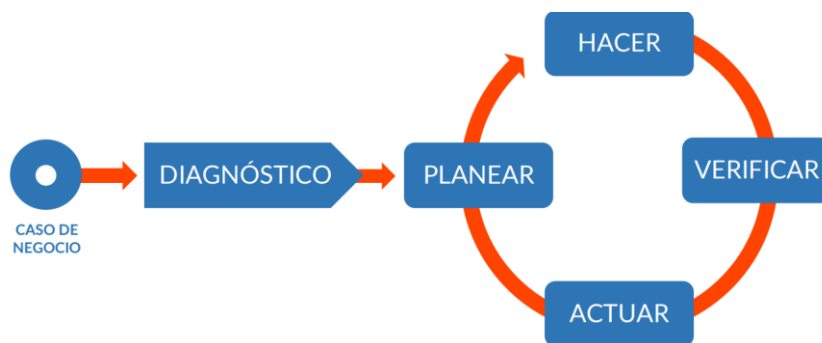 CASO DE
NEGOCIO
DIAGNÓSTICO
PLANEAR
HACER
VERIFICAR
ACTUAR